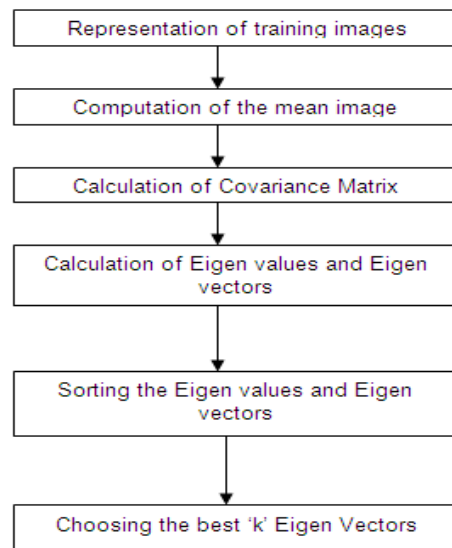 Representation of training images
Computation of the mean image
Calculation of Covariance Matrix
Calculation of Eigen values and Eigen
vectors
Sorting the Eigen values and Eigen
vectors
Choosing the best ‘k’ Eigen Vectors